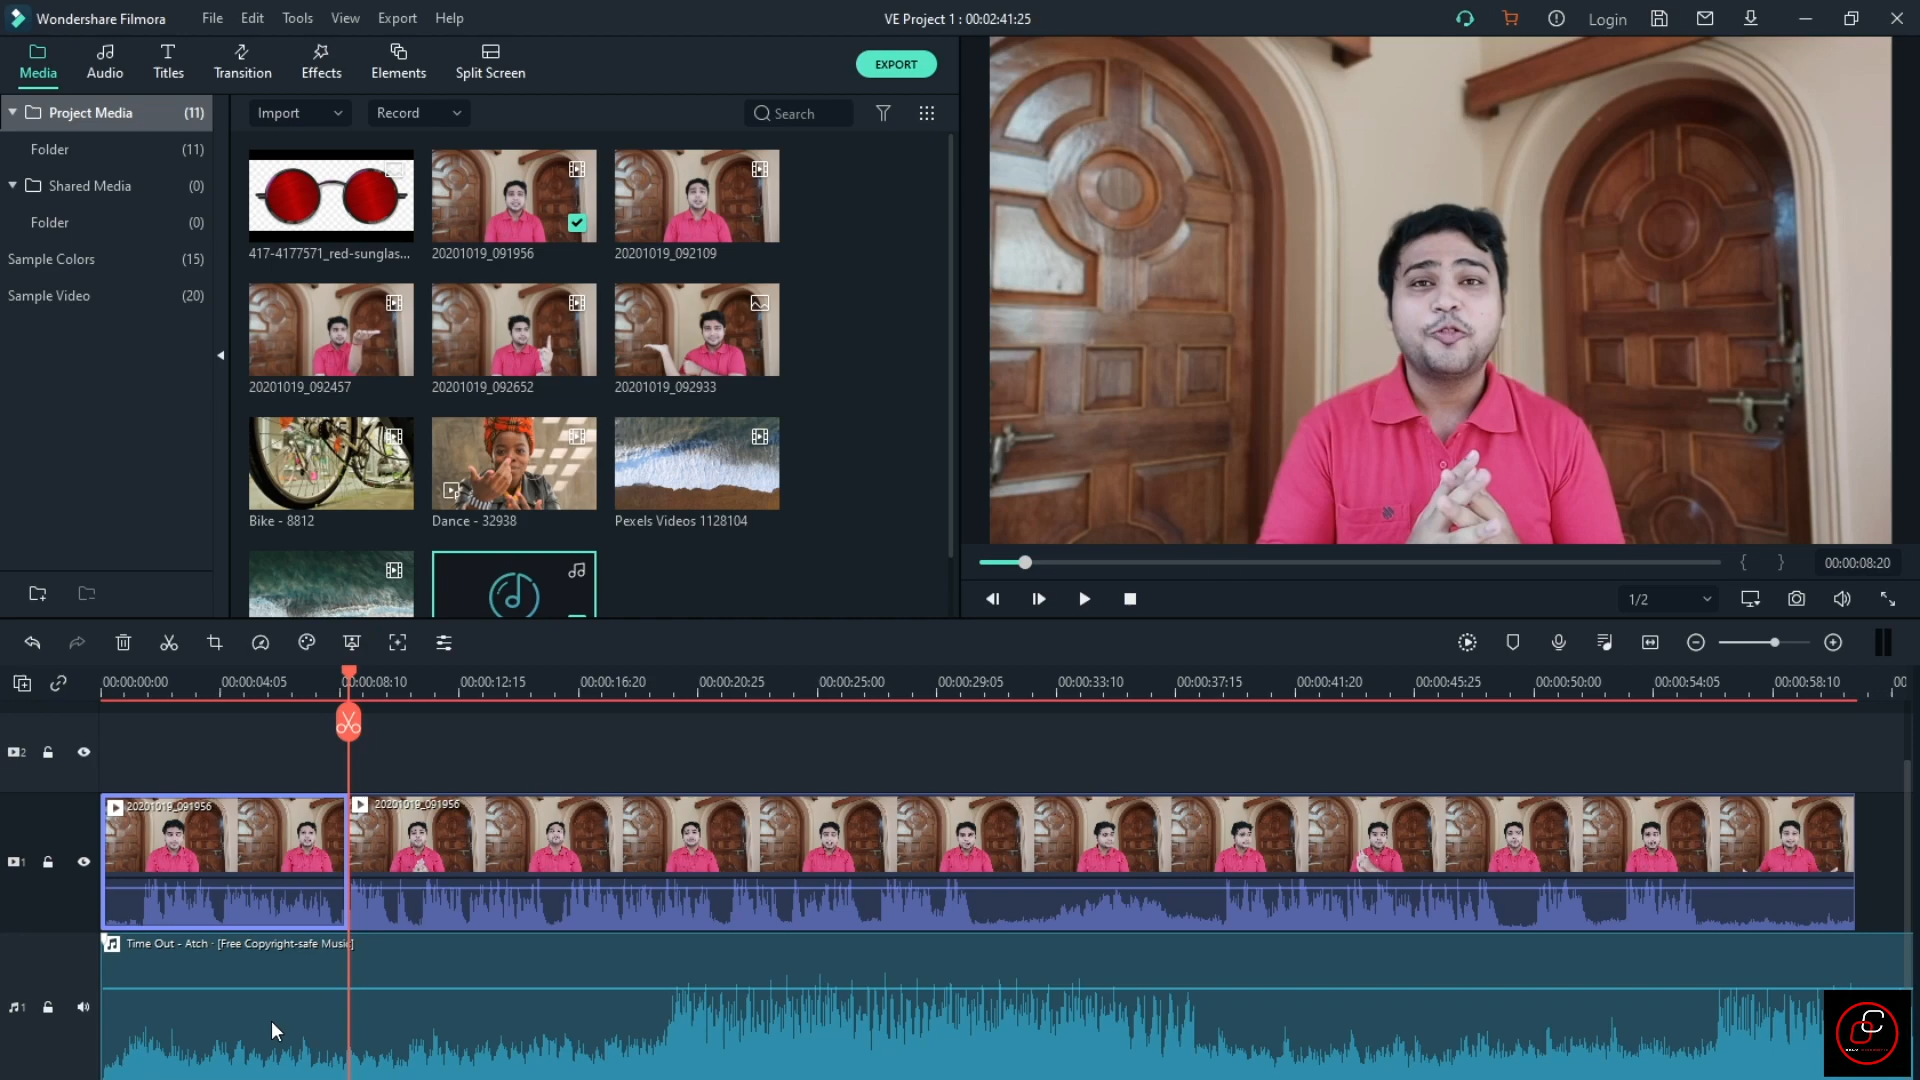 Wondershare Filmora
File Edit Tools View Export Help
VE Project 1 : 00:02:41:25
Login
Media Audio Titles Transition Effects Elements Split Screen
EXPORT
Project Media (11)
Folder (11)
Shared Media (0)
Folder (0)
Sample Colors (15)
Sample Video (20)
Import Record Search
417-4177571_red-sunglas... 20201019_091956 20201019_092109
20201019_092457 20201019_092652 20201019_092933
Bike - 8812 Dance - 32938 Pexels Videos 1128104
{ } 00:00:08:20
1/2
00:00:00:00 00:00:04:05 00:00:08:10 00:00:12:15 00:00:16:20 00:00:20:25 00:00:25:00 00:00:29:05 00:00:33:10 00:00:37:15 00:00:41:20 00:00:45:25 00:00:50:00 00:00:54:05 00:00:58:10 00
2
20201019_091956 20201019_091956
1
Time Out - Atch · [Free Copyright-safe Music]
1